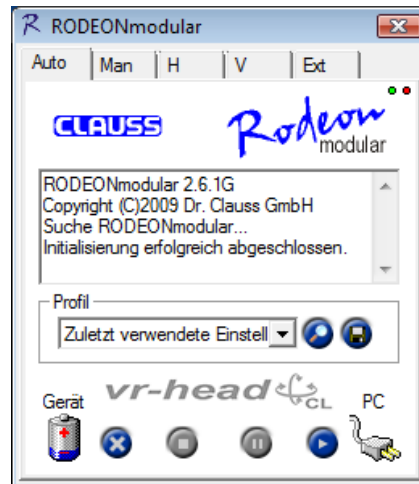 RODEONmodular
Auto Man H V Ext
CLAUSS Rodeon
modular
RODEONmodular 2.6.1G
Copyright (C)2009 Dr. Clauss GmbH
Suche RODEONmodular...
Initialisierung erfolgreich abgeschlossen.
Profil
Zuletzt verwendete Einstell
vr-head CL
Gerät PC